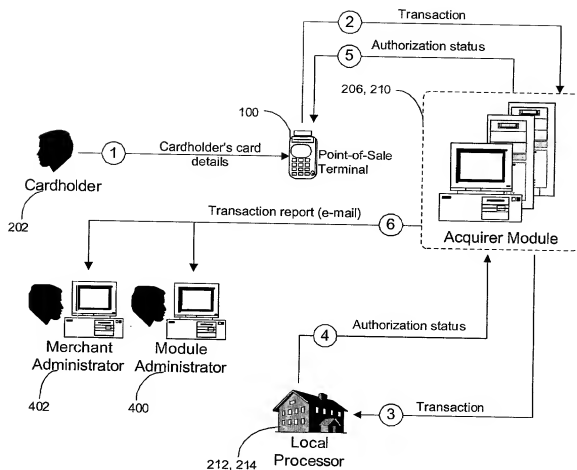 2
Transaction
5
Authorization status
206, 210
100
1
Cardholder's card
details
Point-of-Sale
Terminal
Cardholder
202
Acquirer Module
Transaction report (e-mail)
6
4
Authorization status
Merchant
Administrator
Module
Administrator
402
400
3
Transaction
Local
Processor
212, 214